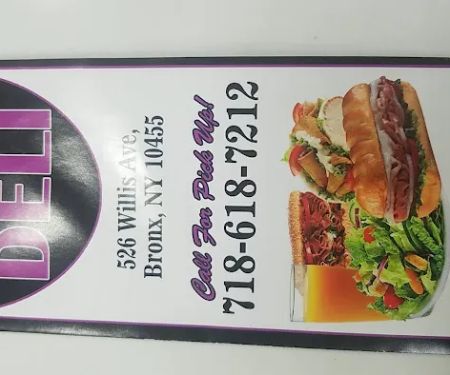 DELI
526 Willis Ave,
Bronx, NY 10455
Call For Pick Up!
718-618-7212